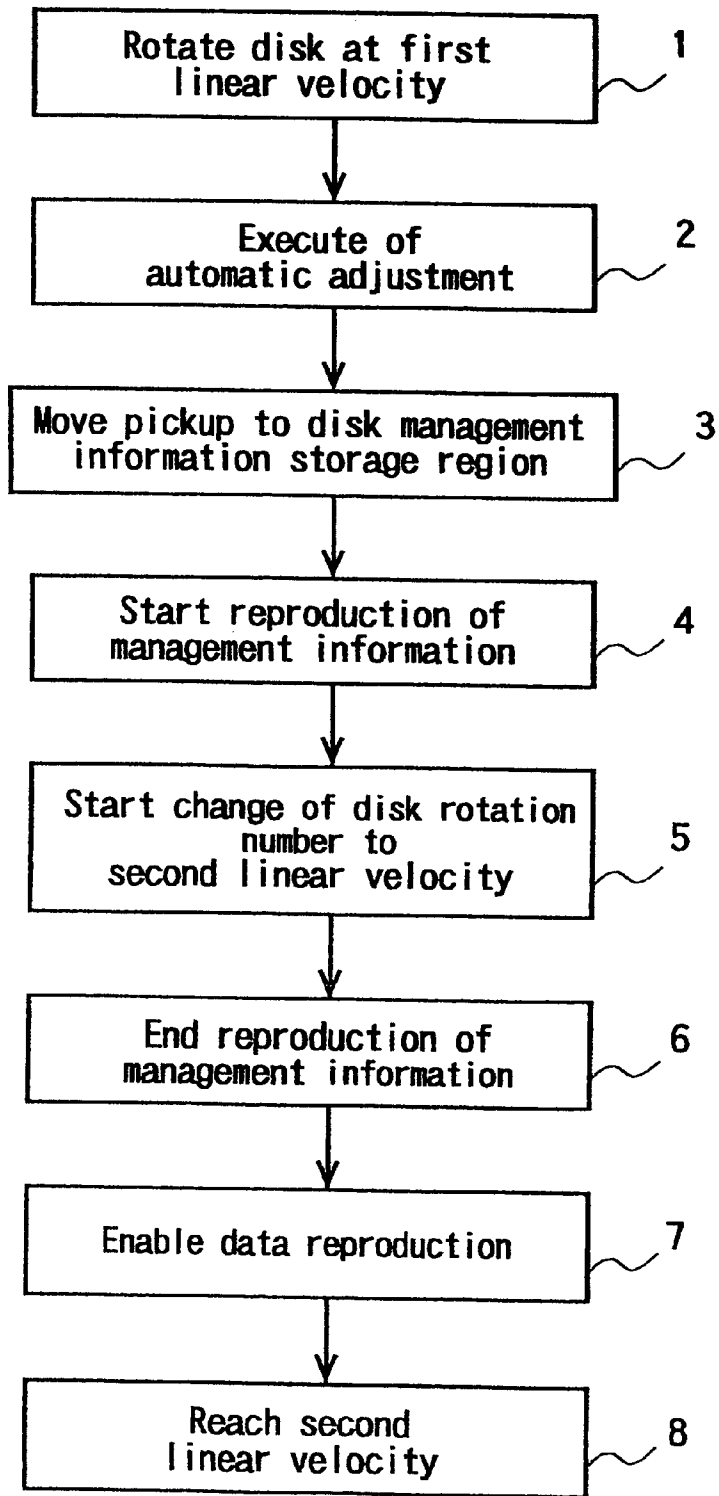 Rotate disk at first
linear velocity
1
Execute of
automatic adjustment
2
Move pickup to disk management
information storage region
3
Start reproduction of
management information
4
Start change of disk rotation
number to
second linear velocity
5
End reproduction of
management information
6
Enable data reproduction
7
Reach second
linear velocity
8